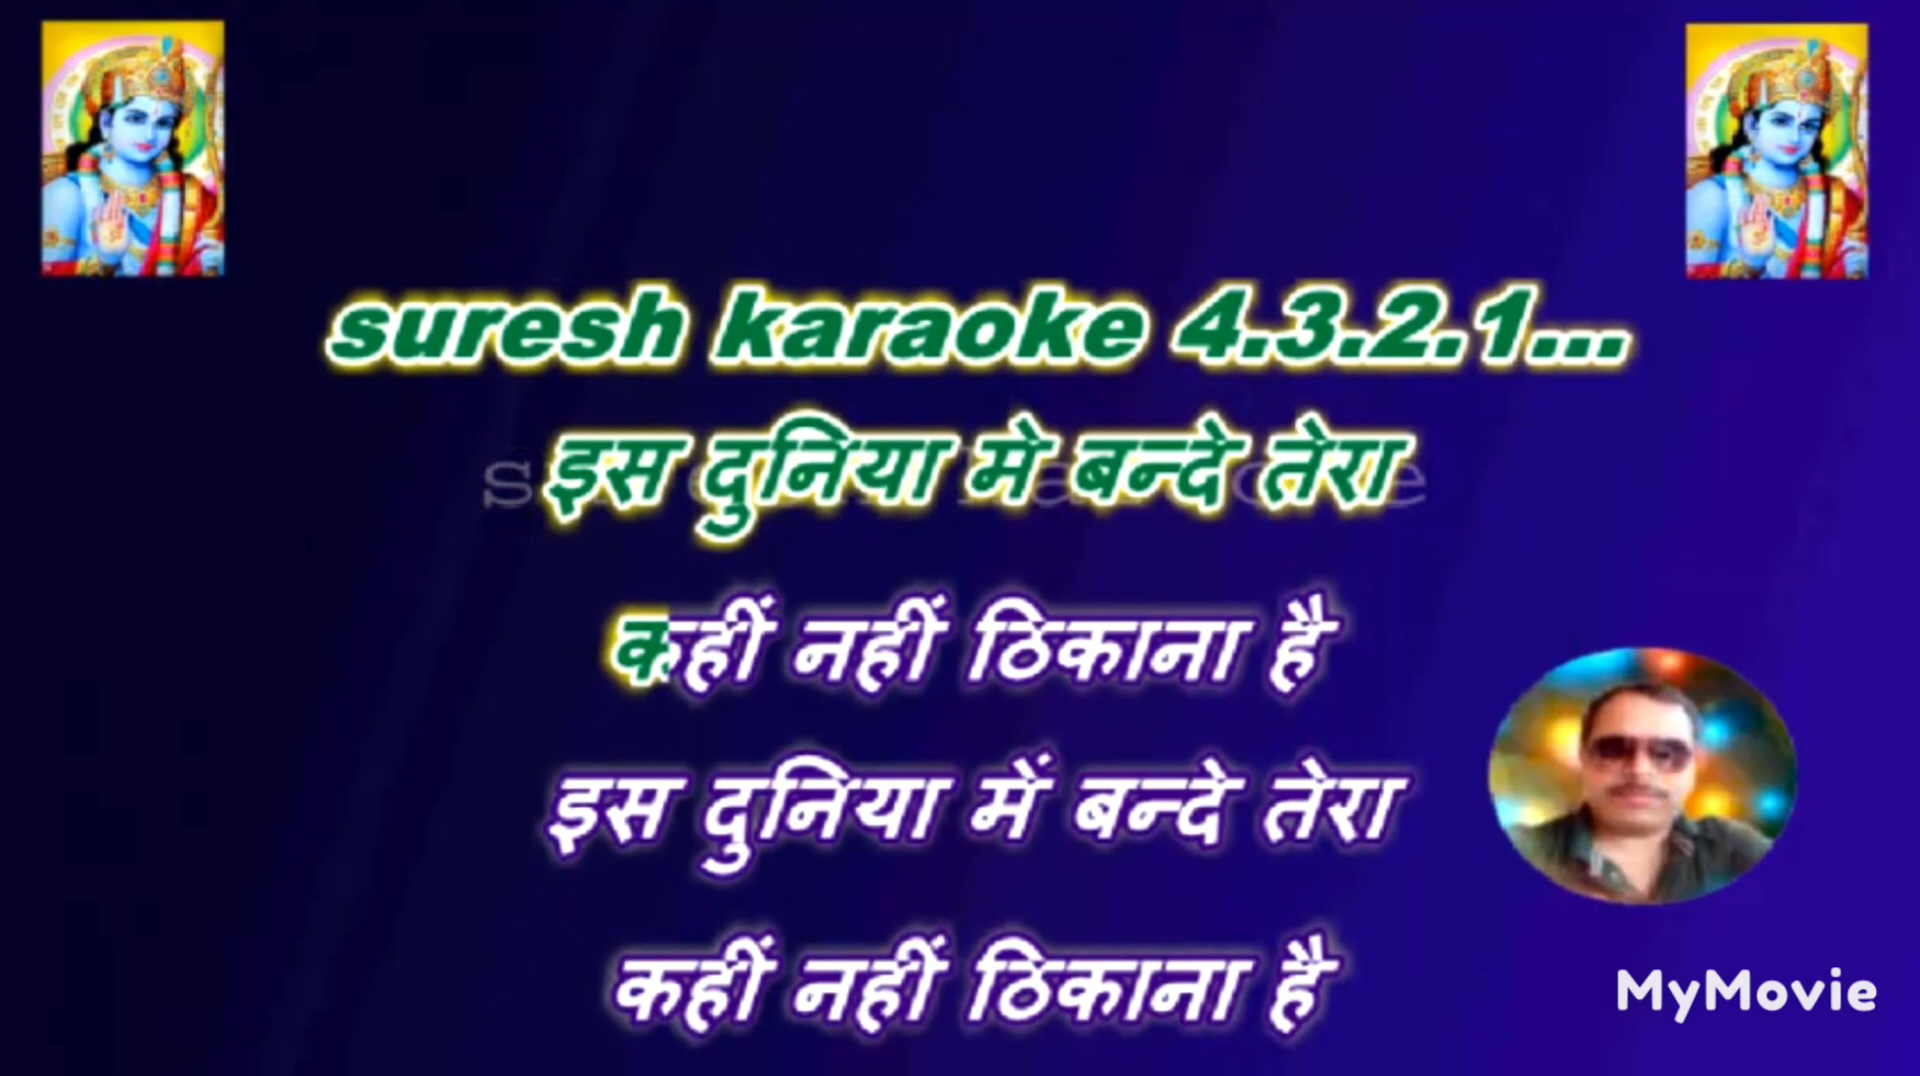 suresh karaoke 4.3.2.1...
इस दुनिया मे बन्दे तेरा
कहीं नहीं ठिकाना है
इस दुनिया में बन्दे तेरा
कहीं नहीं ठिकाना है
MyMovie